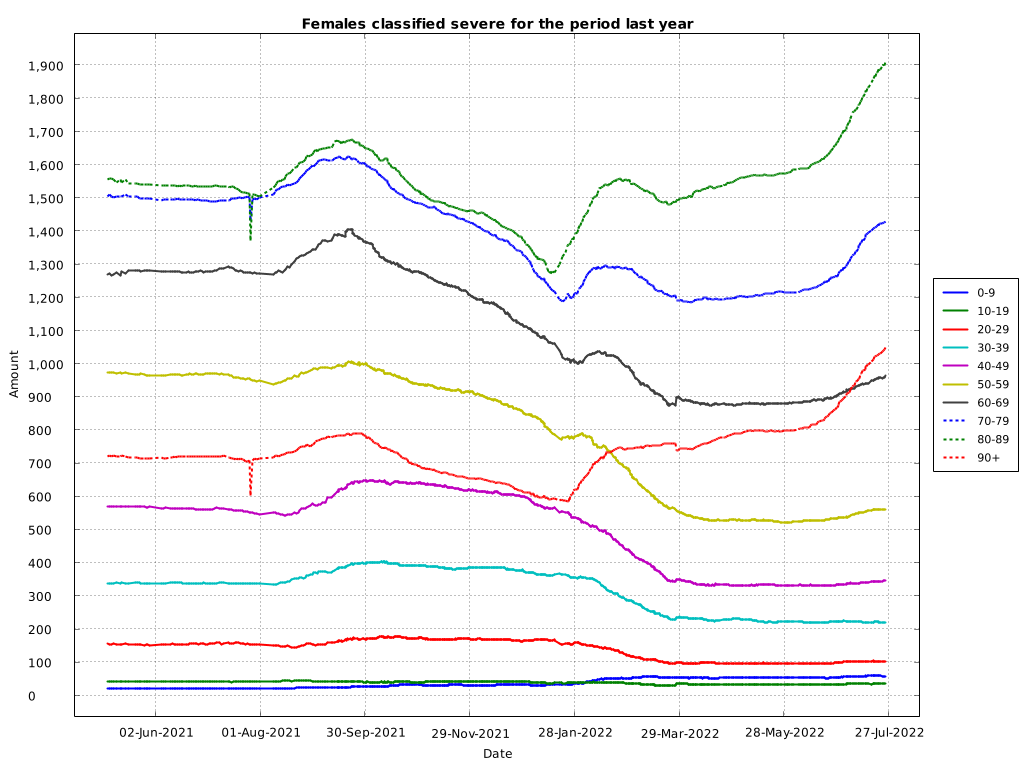 Females classified severe for the period last year
1,900
1,800
1,700
1,600
1,500
1,400
1,300
1,200
1,100
1,000
900
800
700
600
500
400
300
200
100
0
Amount
02-Jun-2021
01-Aug-2021
30-Sep-2021
29-Nov-2021
28-Jan-2022
29-Mar-2022
28-May-2022
27-Jul-2022
Date
0-9
10-19
20-29
30-39
40-49
50-59
60-69
70-79
80-89
90+